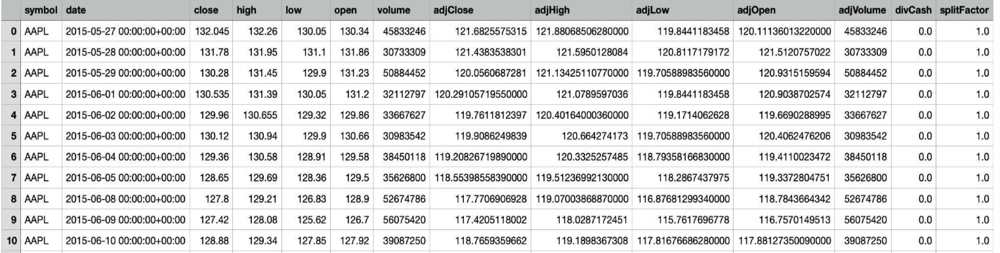 symbol date close high low open volume adjClose adjHigh adjLow adjOpen adjVolume divCash splitFactor
0 AAPL 2015-05-27 00:00:00+00:00 132.045 132.26 130.05 130.34 45833246 121.6825575315 121.88068506280000 119.8441183458 120.11136013220000 45833246 0.0 1.0
1 AAPL 2015-05-28 00:00:00+00:00 131.78 131.95 131.1 131.86 30733309 121.4383538301 121.5950128084 120.8117179172 121.5120757022 30733309 0.0 1.0
2 AAPL 2015-05-29 00:00:00+00:00 130.28 131.45 129.9 131.23 50884452 120.0560687281 121.13425110770000 119.70588983560000 120.9315159594 50884452 0.0 1.0
3 AAPL 2015-06-01 00:00:00+00:00 130.535 131.39 130.05 131.2 32112797 120.29105719550000 121.0789597036 119.8441183458 120.9038702574 32112797 0.0 1.0
4 AAPL 2015-06-02 00:00:00+00:00 129.96 130.655 129.32 129.86 33667627 119.7611812397 120.40164000360000 119.1714062628 119.6690288995 33667627 0.0 1.0
5 AAPL 2015-06-03 00:00:00+00:00 130.12 130.94 129.9 130.66 30983542 119.9086249839 120.664274173 119.70588983560000 120.4062476206 30983542 0.0 1.0
6 AAPL 2015-06-04 00:00:00+00:00 129.36 130.58 128.91 129.58 38450118 119.20826719890000 120.3325257485 118.79358166830000 119.4110023472 38450118 0.0 1.0
7 AAPL 2015-06-05 00:00:00+00:00 128.65 129.69 128.36 129.5 35626800 118.55398558390000 119.51236992130000 118.2867437975 119.3372804751 35626800 0.0 1.0
8 AAPL 2015-06-08 00:00:00+00:00 127.8 129.21 126.83 128.9 52674786 117.7706906928 119.07003868870000 116.87681299340000 118.7843664342 52674786 0.0 1.0
9 AAPL 2015-06-09 00:00:00+00:00 127.42 128.08 125.62 126.7 56075420 117.4205118002 118.0287172451 115.7617696778 116.7570149513 56075420 0.0 1.0
10 AAPL 2015-06-10 00:00:00+00:00 128.88 129.34 127.85 127.92 39087250 118.7659359662 119.1898367308 117.81676686280000 117.88127350090000 39087250 0.0 1.0